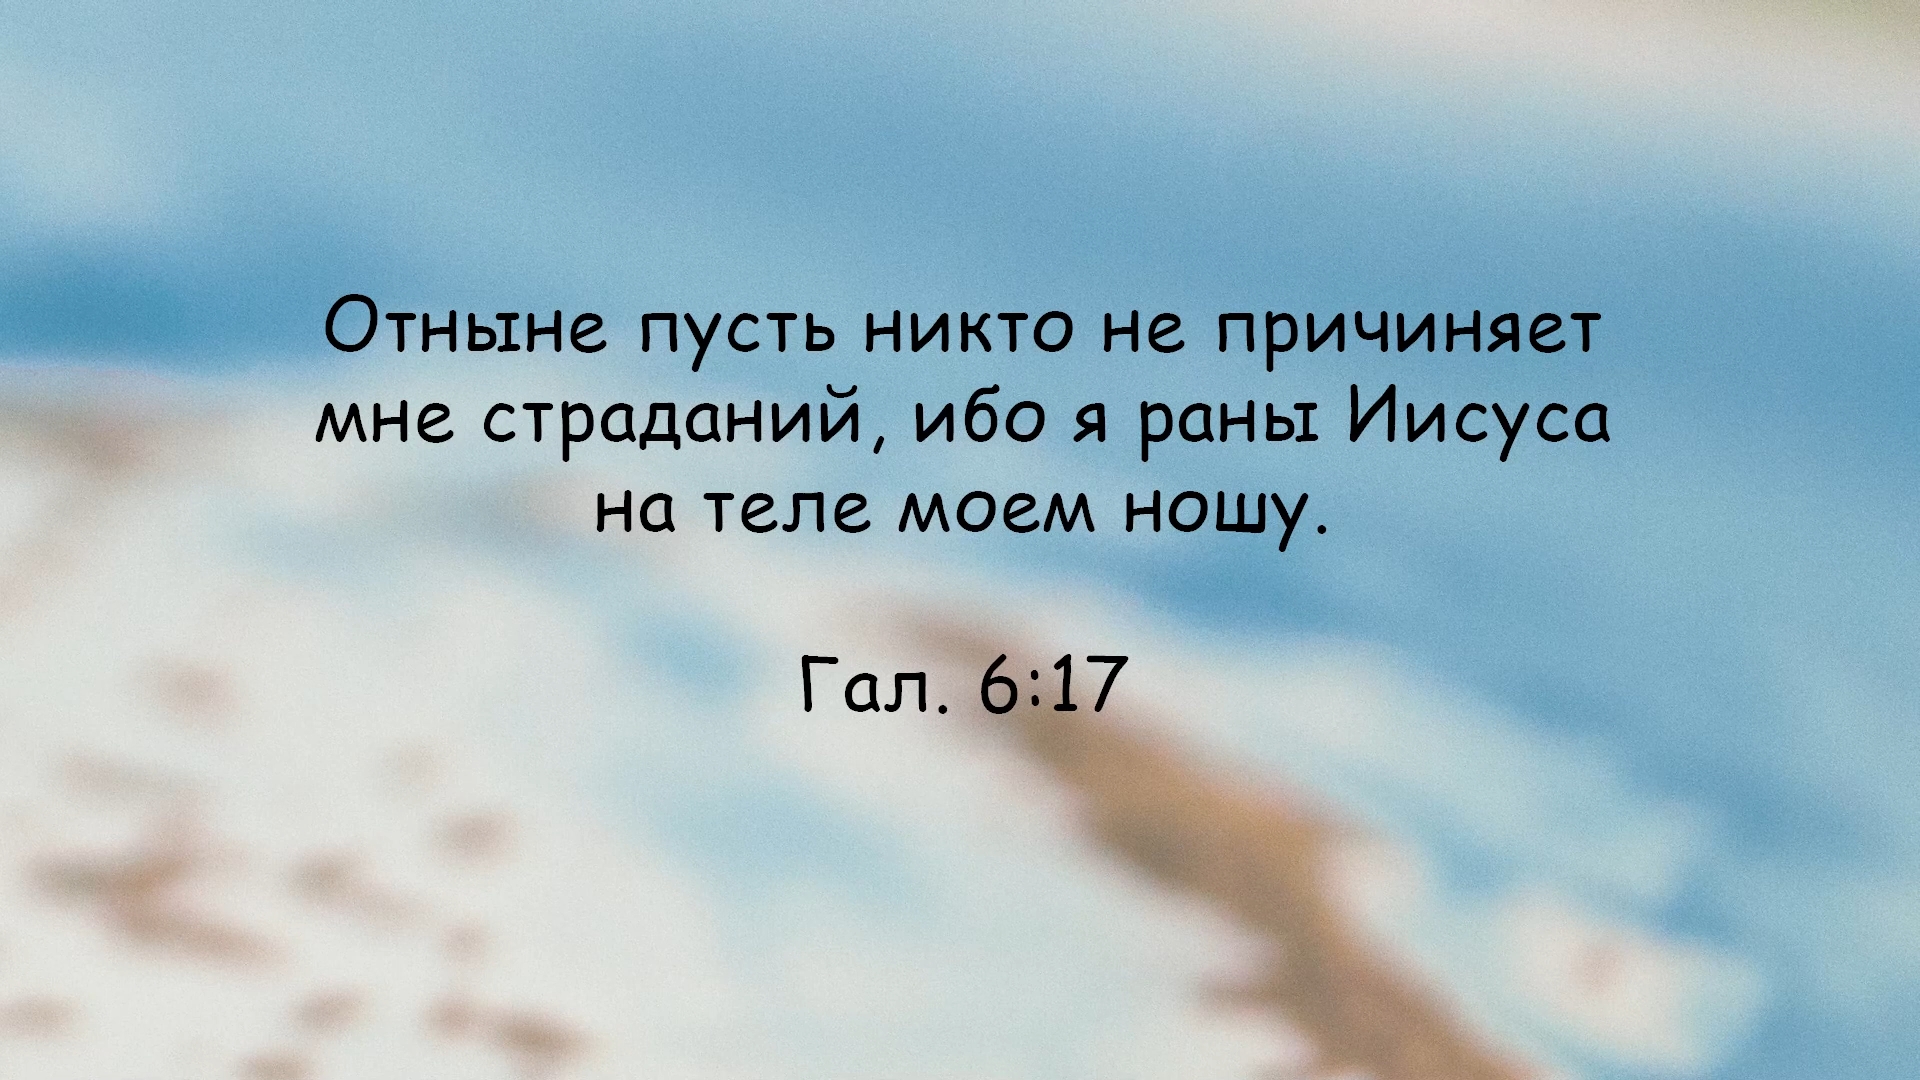 Отныне пусть никто не причиняет
мне страданий, ибо я раны Иисуса
на теле моем ношу.
Гал. 6:17